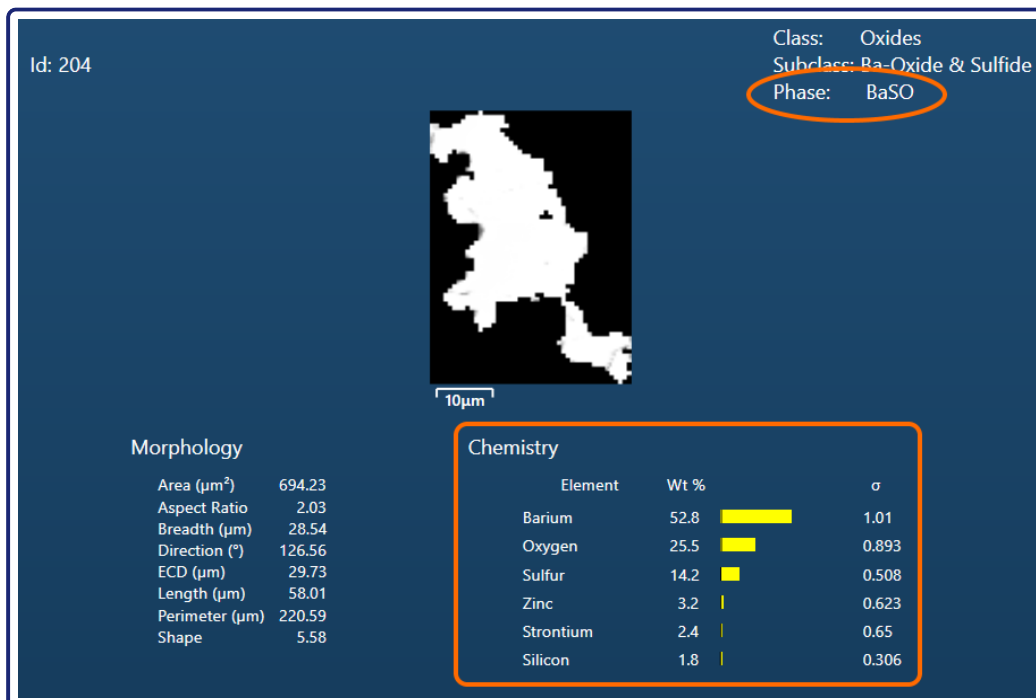 Id: 204
Class: Oxides
Subclass: Ba-Oxide & Sulfide
Phase: BaSO
10µm
Morphology
Area (µm²) 694.23
Aspect Ratio 2.03
Breadth (µm) 28.54
Direction (°) 126.56
ECD (µm) 29.73
Length (µm) 58.01
Perimeter (µm) 220.59
Shape 5.58
Chemistry
Element Wt % σ
Barium 52.8 1.01
Oxygen 25.5 0.893
Sulfur 14.2 0.508
Zinc 3.2 0.623
Strontium 2.4 0.65
Silicon 1.8 0.306